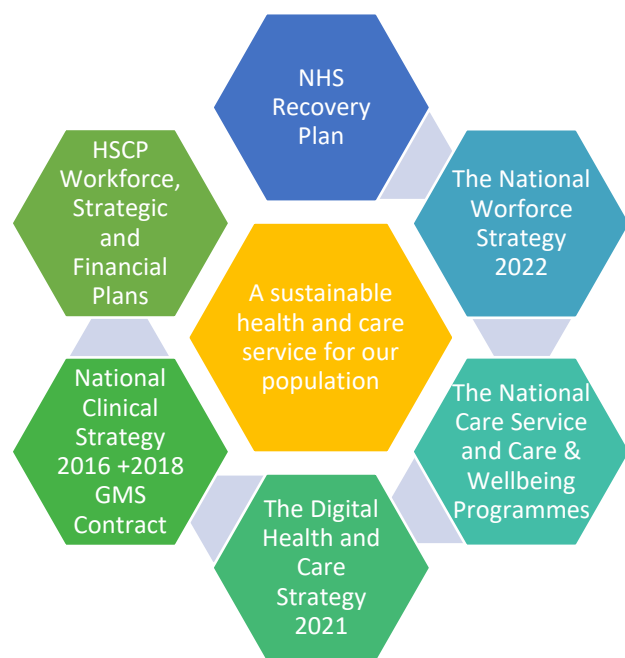 NHS
Recovery
Plan
HSCP
Workforce,
Strategic
and
Financial
Plans
The National
Worforce
Strategy
2022
A sustainable
health and care
service for our
population
National
Clinical
Strategy
2016 +2018
GMS
Contract
The National
Care Service
and Care &
Wellbeing
Programmes
The Digital
Health and
Care
Strategy
2021